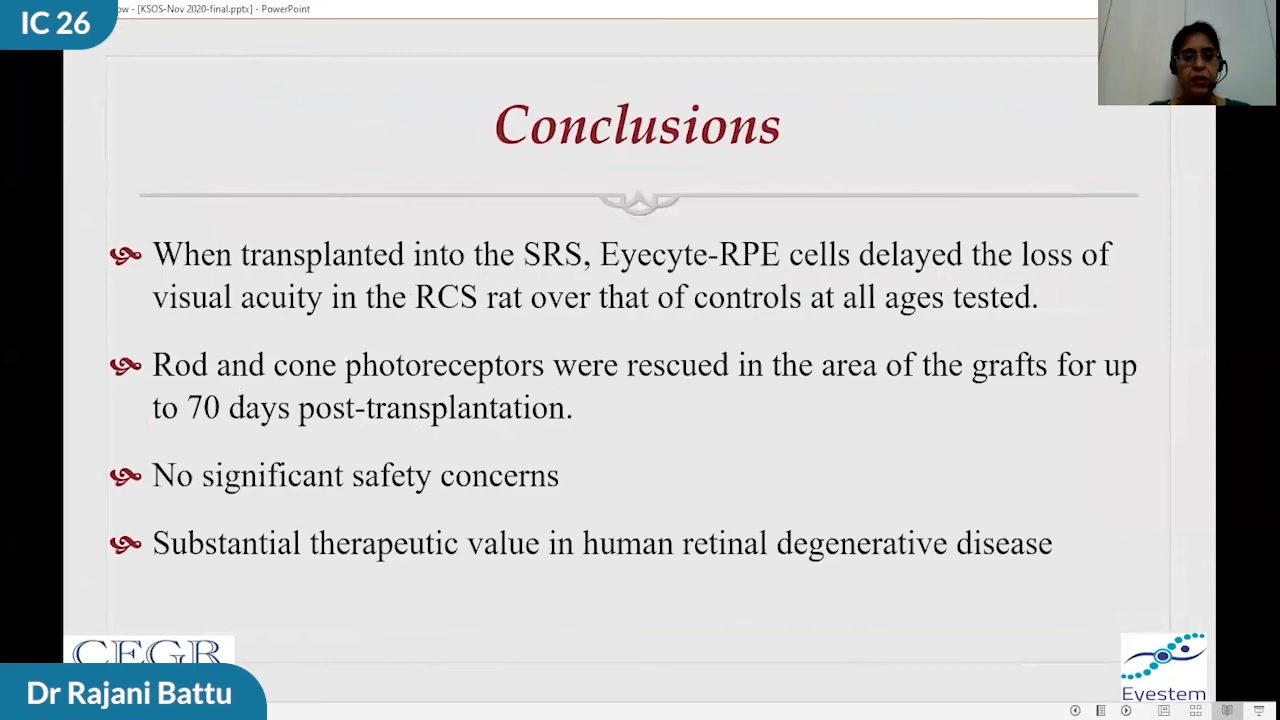 IC 26
ow - [KSOS-Nov 2020-final.pptx] - PowerPoint
Conclusions
When transplanted into the SRS, Eyecyte-RPE cells delayed the loss of
visual acuity in the RCS rat over that of controls at all ages tested.
Rod and cone photoreceptors were rescued in the area of the grafts for up
to 70 days post-transplantation.
No significant safety concerns
Substantial therapeutic value in human retinal degenerative disease
CEGR
Eyestem
Dr Rajani Battu